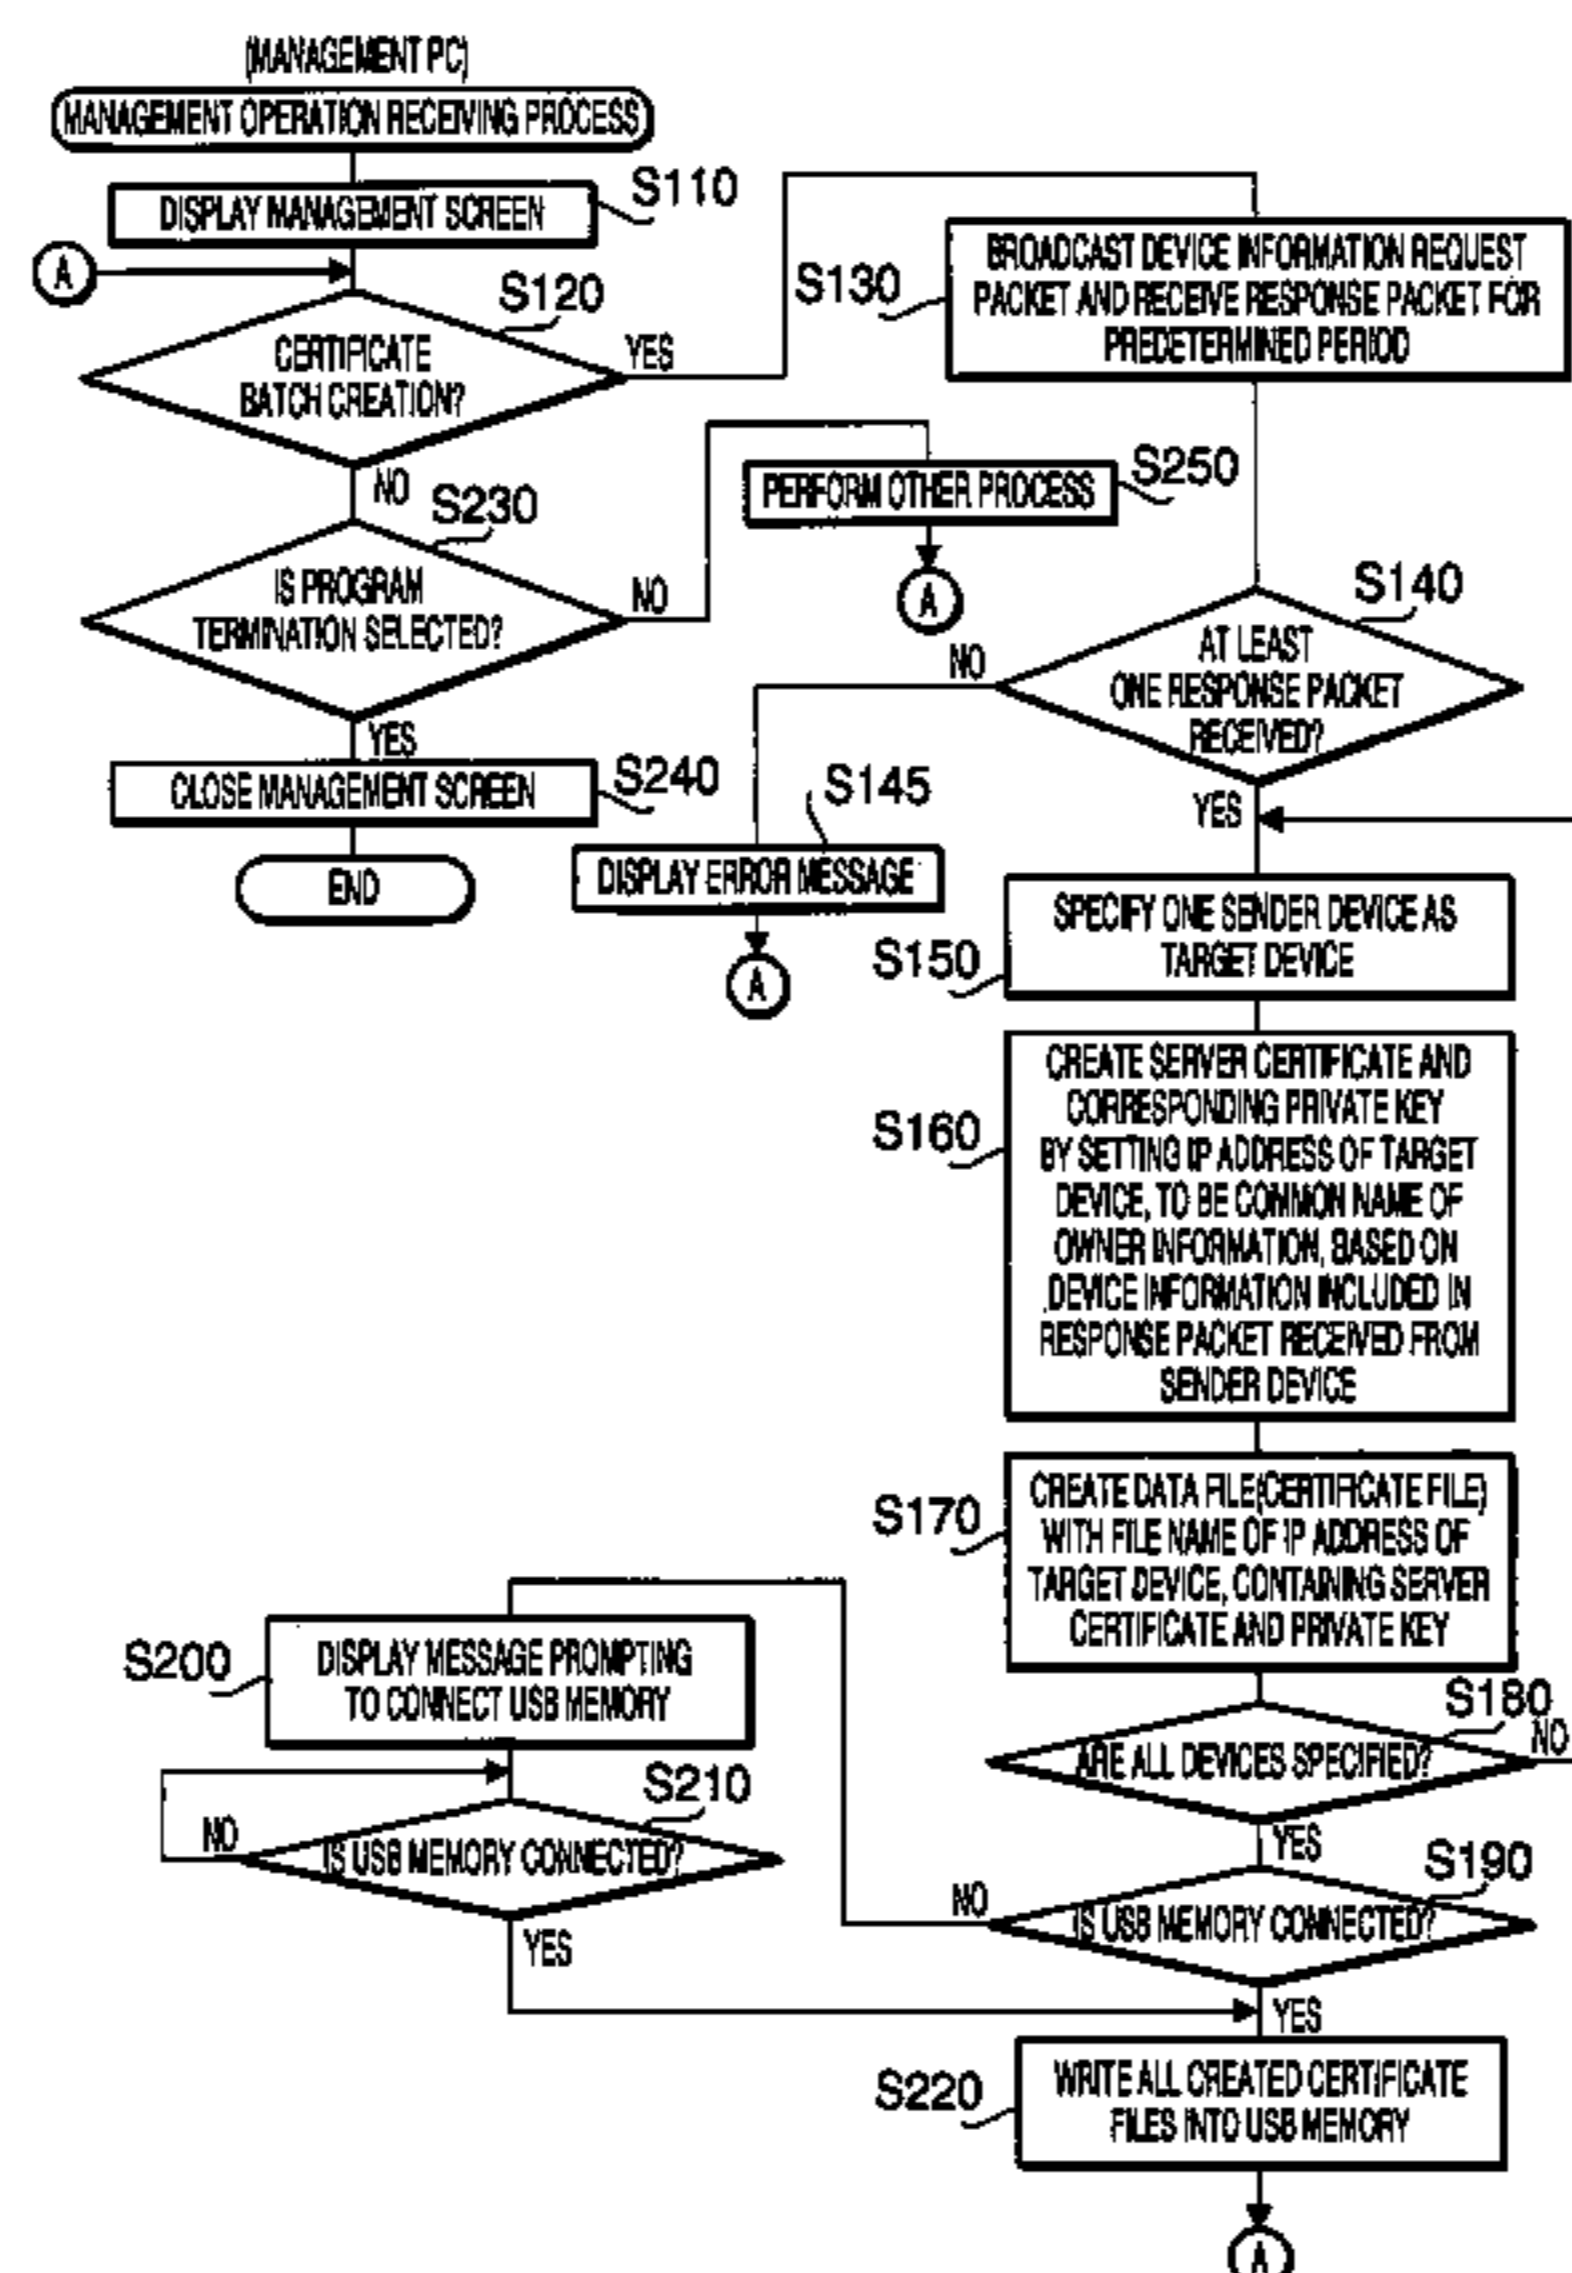 (MANAGEMENT PC)
MANAGEMENT OPERATION RECEIVING PROCESS
DISPLAY MANAGEMENT SCREEN
S110
A
S120
CERTIFICATE
BATCH CREATION?
YES
NO
S130
BROADCAST DEVICE INFORMATION REQUEST
PACKET AND RECEIVE RESPONSE PACKET FOR
PREDETERMINED PERIOD
S230
IS PROGRAM
TERMINATION SELECTED?
NO
YES
PERFORM OTHER PROCESS
S250
A
CLOSE MANAGEMENT SCREEN
S240
END
S140
AT LEAST
ONE RESPONSE PACKET
RECEIVED?
NO
YES
S145
DISPLAY ERROR MESSAGE
A
S150
SPECIFY ONE SENDER DEVICE AS
TARGET DEVICE
S160
CREATE SERVER CERTIFICATE AND
CORRESPONDING PRIVATE KEY
BY SETTING IP ADDRESS OF TARGET
DEVICE, TO BE COMMON NAME OF
OWNER INFORMATION, BASED ON
DEVICE INFORMATION INCLUDED IN
RESPONSE PACKET RECEIVED FROM
SENDER DEVICE
S170
CREATE DATA FILE(CERTIFICATE FILE)
WITH FILE NAME OF IP ADDRESS OF
TARGET DEVICE, CONTAINING SERVER
CERTIFICATE AND PRIVATE KEY
S180
ARE ALL DEVICES SPECIFIED?
NO
YES
S190
IS USB MEMORY CONNECTED?
NO
YES
S200
DISPLAY MESSAGE PROMPTING
TO CONNECT USB MEMORY
S210
IS USB MEMORY CONNECTED?
NO
YES
S220
WRITE ALL CREATED CERTIFICATE
FILES INTO USB MEMORY
A